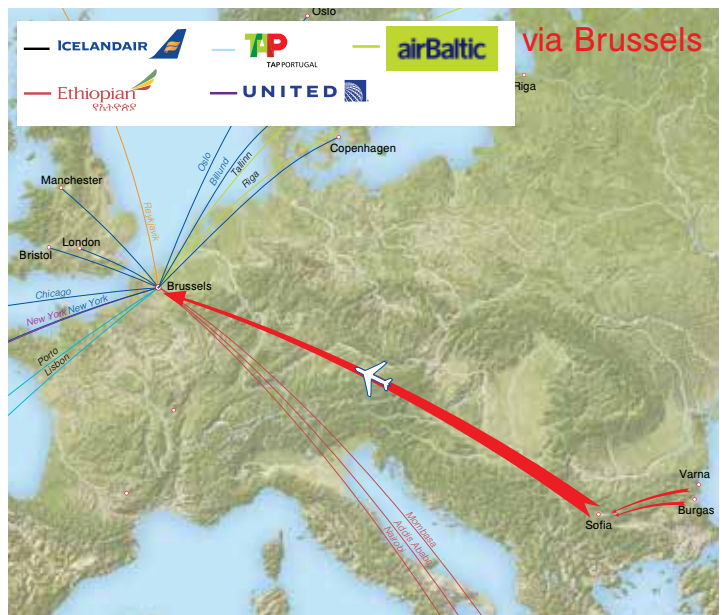 Oslo
ICELANDAIR
TAP
TAP PORTUGAL
airBaltic
via Brussels
Ethiopian
የኢትዮጵያ
UNITED
Riga
Copenhagen
Oslo
Billund
Tallinn
Riga
Manchester
Reykjavik
London
Bristol
Brussels
Chicago
New York
New York
Porto
Lisbon
Varna
Burgas
Sofia
Mombasa
Addis Ababa
Nairobi